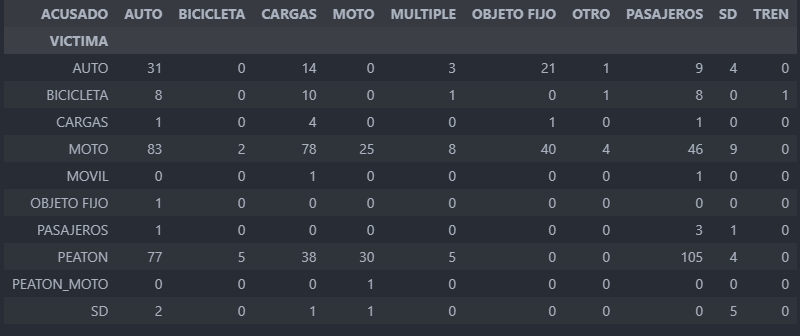 ACUSADO AUTO BICICLETA CARGAS MOTO MULTIPLE OBJETO FIJO OTRO PASAJEROS SD TREN
VICTIMA
AUTO 31 0 14 0 3 21 1 9 4 0
BICICLETA 8 0 10 0 1 0 1 8 0 1
CARGAS 1 0 4 0 0 1 0 1 0 0
MOTO 83 2 78 25 8 40 4 46 9 0
MOVIL 0 0 1 0 0 0 0 1 0 0
OBJETO FIJO 1 0 0 0 0 0 0 0 0 0
PASAJEROS 1 0 0 0 0 0 0 3 1 0
PEATON 77 5 38 30 5 0 0 105 4 0
PEATON_MOTO 0 0 0 1 0 0 0 0 0 0
SD 2 0 1 1 0 0 0 0 5 0